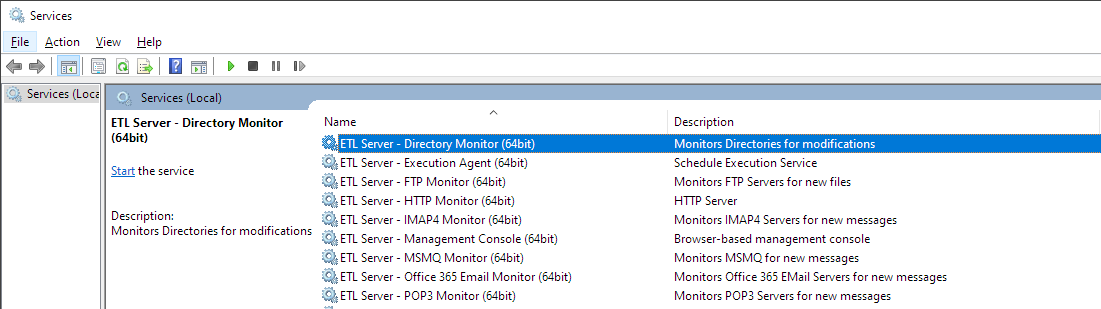 Services
File Action View Help
Services (Loca
Services (Local)
ETL Server - Directory Monitor (64bit)
Start the service
Description:
Monitors Directories for modifications
Name Description
ETL Server - Directory Monitor (64bit) Monitors Directories for modifications
ETL Server - Execution Agent (64bit) Schedule Execution Service
ETL Server - FTP Monitor (64bit) Monitors FTP Servers for new files
ETL Server - HTTP Monitor (64bit) HTTP Server
ETL Server - IMAP4 Monitor (64bit) Monitors IMAP4 Servers for new messages
ETL Server - Management Console (64bit) Browser-based management console
ETL Server - MSMQ Monitor (64bit) Monitors MSMQ for new messages
ETL Server - Office 365 Email Monitor (64bit) Monitors Office 365 EMail Servers for new messages
ETL Server - POP3 Monitor (64bit) Monitors POP3 Servers for new messages